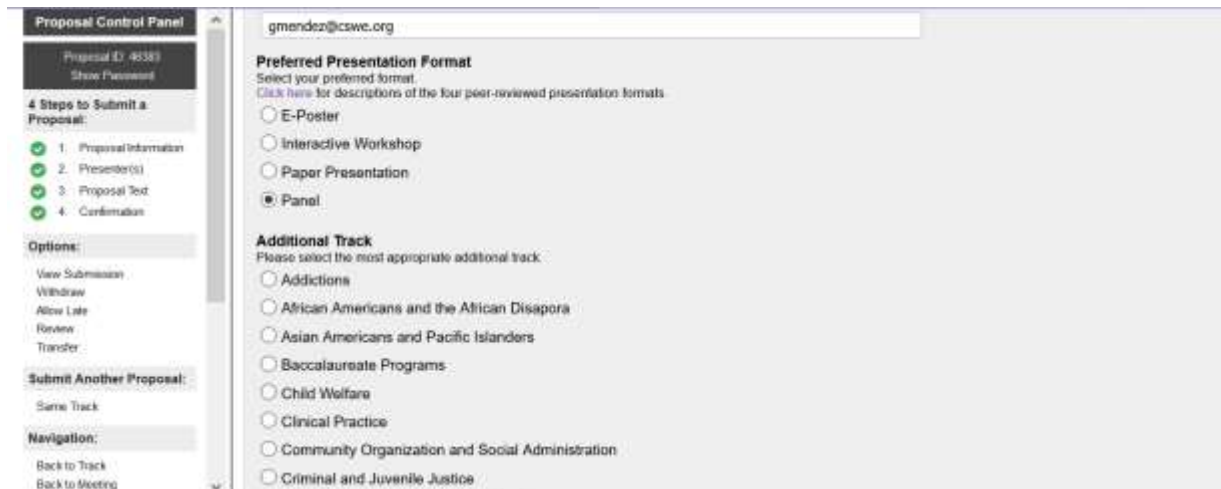 Proposal Control Panel
Proposal ID: 46383
Show Password
4 Steps to Submit a
Proposal:
1. Proposal Information
2. Presenter(s)
3. Proposal Text
4. Confirmation
Options:
View Submission
Withdraw
Allow Late
Review
Transfer
Submit Another Proposal:
Same Track
Navigation:
Back to Track
Back to Meeting
gmendez@cswe.org
Preferred Presentation Format
Select your preferred format.
Click here for descriptions of the four peer-reviewed presentation formats.
E-Poster
Interactive Workshop
Paper Presentation
Panel
Additional Track
Please select the most appropriate additional track.
Addictions
African Americans and the African Disapora
Asian Americans and Pacific Islanders
Baccalaureate Programs
Child Welfare
Clinical Practice
Community Organization and Social Administration
Criminal and Juvenile Justice